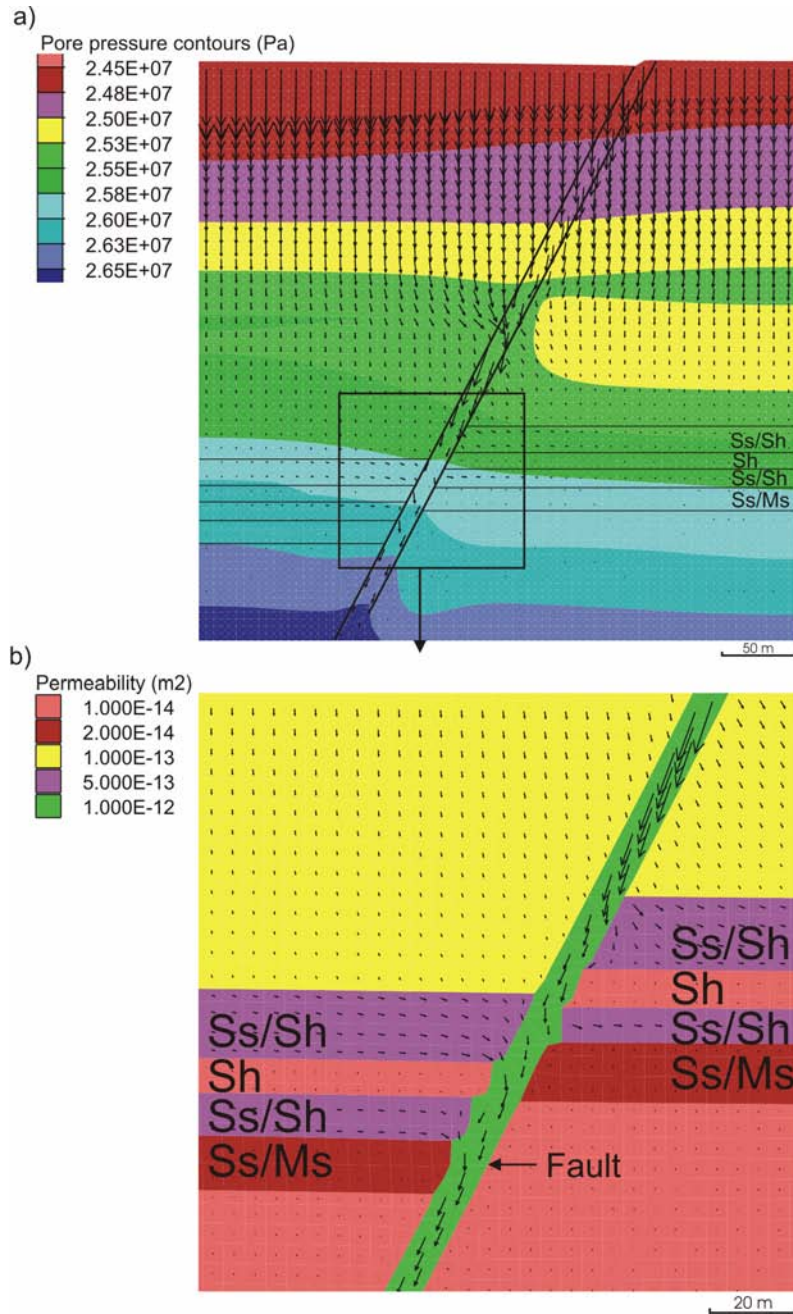 a)
Pore pressure contours (Pa)
2.45E+07
2.48E+07
2.50E+07
2.53E+07
2.55E+07
2.58E+07
2.60E+07
2.63E+07
2.65E+07
Ss/Sh
Sh
Ss/Sh
Ss/Ms
50 m
b)
Permeability (m2)
1.000E-14
2.000E-14
1.000E-13
5.000E-13
1.000E-12
Ss/Sh
Sh
Ss/Sh
Ss/Ms
Ss/Sh
Sh
Ss/Sh
Ss/Ms
Fault
20 m